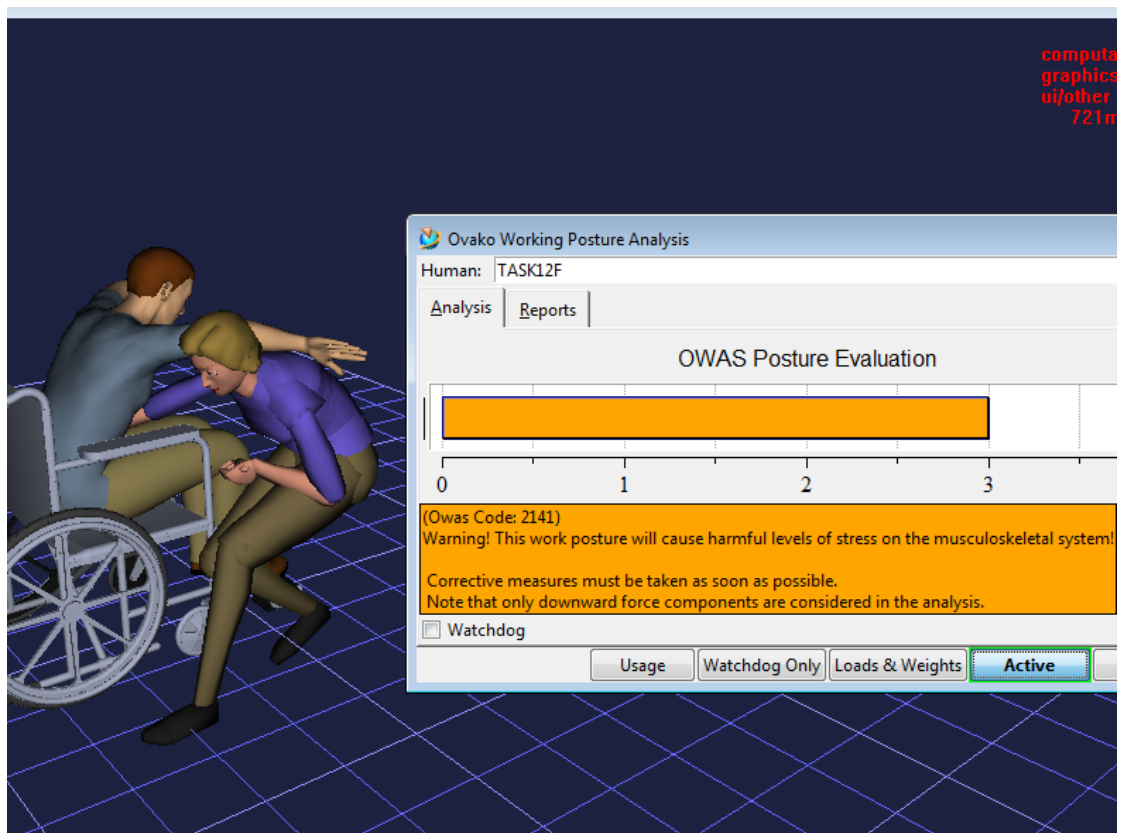 computa
graphics
ui/other
721m
Ovako Working Posture Analysis
Human: TASK12F
Analysis Reports
OWAS Posture Evaluation
0 1 2 3
(Owas Code: 2141)
Warning! This work posture will cause harmful levels of stress on the musculoskeletal system!
Corrective measures must be taken as soon as possible.
Note that only downward force components are considered in the analysis.
Watchdog
Usage Watchdog Only Loads & Weights Active